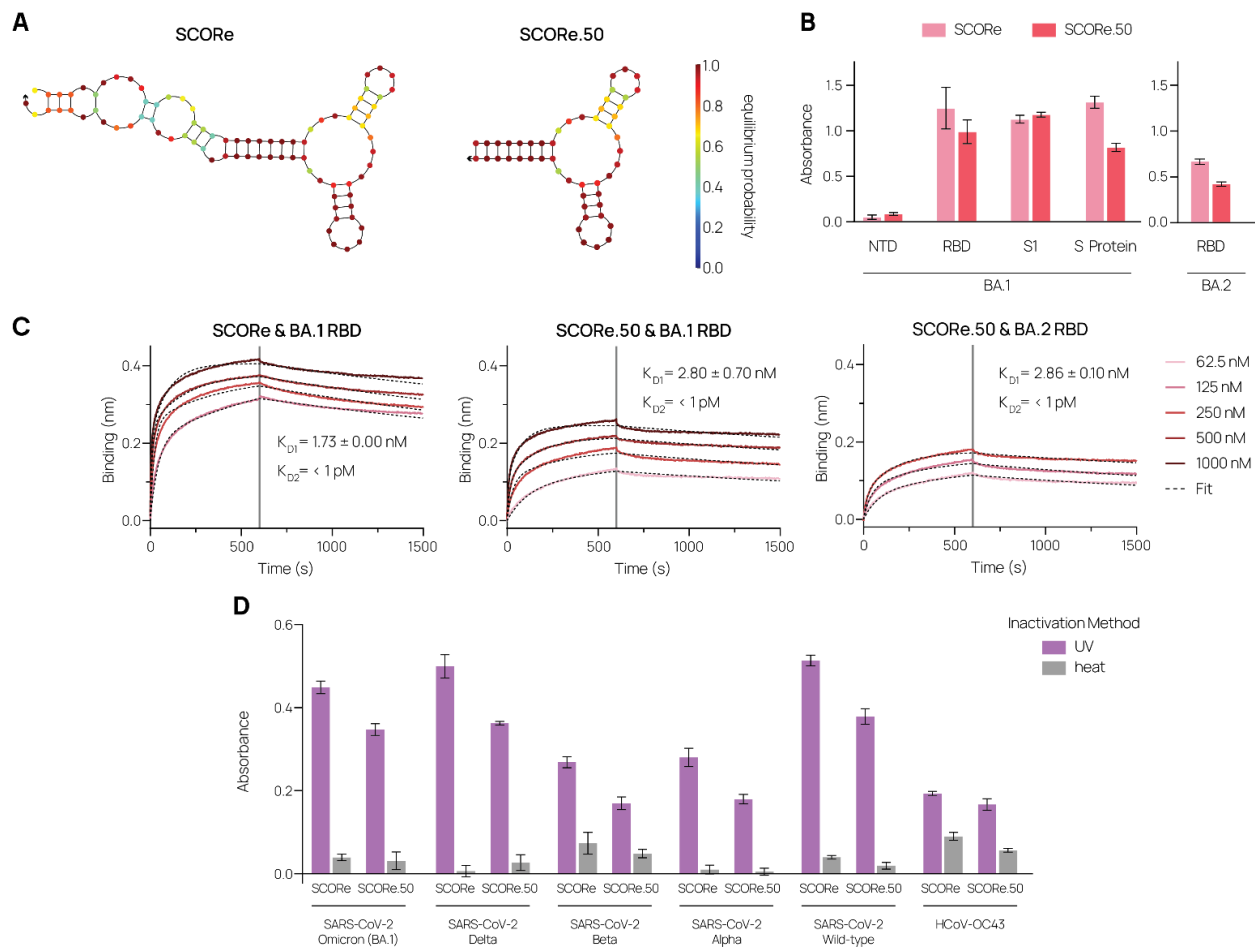 A
SCORe
SCORe.50
1.0
0.8
0.6
0.4
0.2
0.0
equilibrium probability
B
SCORe
SCORe.50
Absorbance
1.5
1.0
0.5
0.0
NTD
RBD
S1
S Protein
BA.1
1.5
1.0
0.5
0.0
RBD
BA.2
C
SCORe & BA.1 RBD
Binding (nm)
0.4
0.2
0.0
KD1= 1.73 ± 0.00 nM
KD2= < 1 pM
0
500
1000
1500
Time (s)
SCORe.50 & BA.1 RBD
Binding (nm)
0.4
0.2
0.0
KD1= 2.80 ± 0.70 nM
KD2= < 1 pM
0
500
1000
1500
Time (s)
SCORe.50 & BA.2 RBD
Binding (nm)
0.4
0.2
0.0
KD1= 2.86 ± 0.10 nM
KD2= < 1 pM
0
500
1000
1500
Time (s)
62.5 nM
125 nM
250 nM
500 nM
1000 nM
Fit
D
Absorbance
0.6
0.4
0.2
0.0
Inactivation Method
UV
heat
SCORe SCORe.50
SARS-CoV-2
Omicron (BA.1)
SCORe SCORe.50
SARS-CoV-2
Delta
SCORe SCORe.50
SARS-CoV-2
Beta
SCORe SCORe.50
SARS-CoV-2
Alpha
SCORe SCORe.50
SARS-CoV-2
Wild-type
SCORe SCORe.50
HCoV-OC43